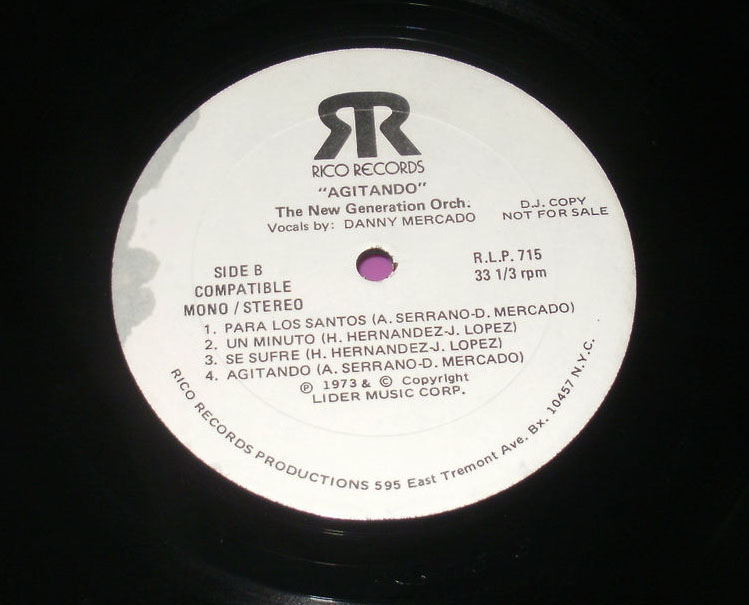 RR
RICO RECORDS
"AGITANDO"
The New Generation Orch.
Vocals by: DANNY MERCADO
D.J. COPY
NOT FOR SALE
SIDE B
COMPATIBLE
MONO / STEREO
R.L.P. 715
33 1/3 rpm
1. PARA LOS SANTOS (A. SERRANO-D. MERCADO)
2. UN MINUTO (H. HERNANDEZ-J. LOPEZ)
3. SE SUFRE (H. HERNANDEZ-J. LOPEZ)
4. AGITANDO (A. SERRANO-D. MERCADO)
℗ 1973 & © Copyright
LIDER MUSIC CORP.
RICO RECORDS PRODUCTIONS 595 East Tremont Ave. Bx. 10457 N.Y.C.